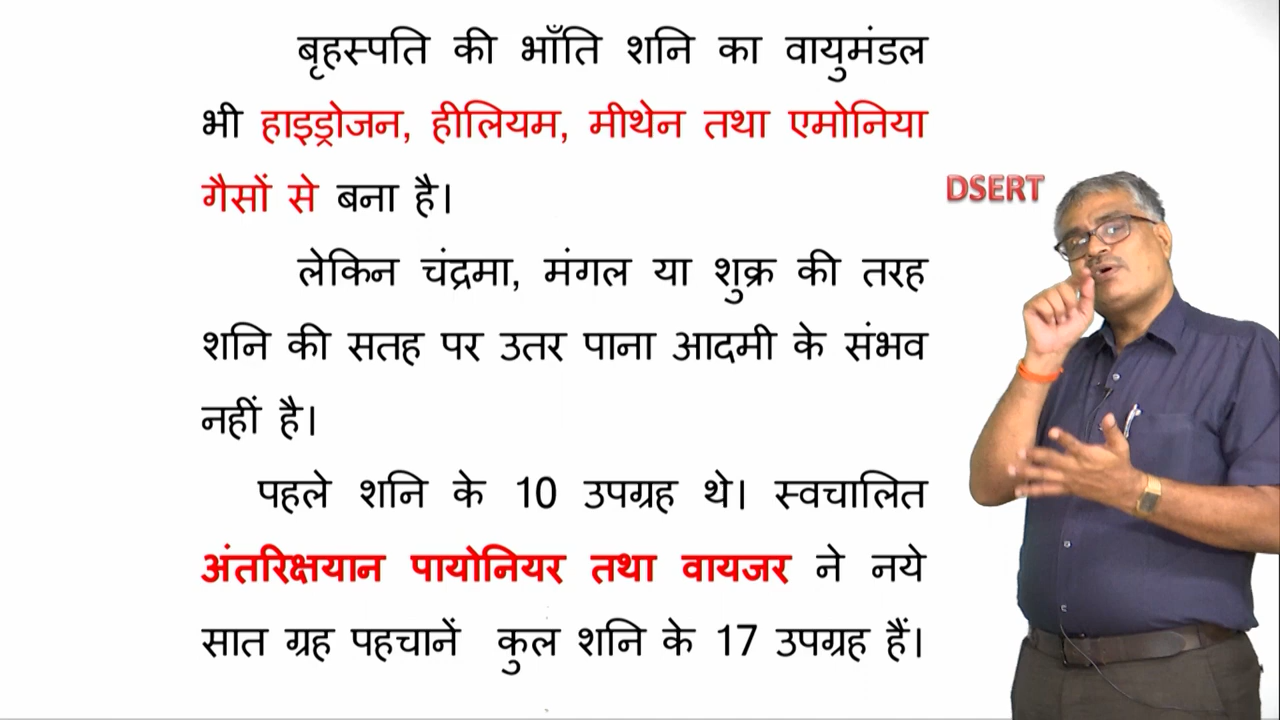 बृहस्पति की भाँति शनि का वायुमंडल
भी हाइड्रोजन, हीलियम, मीथेन तथा एमोनिया
गैसों से बना है।
DSERT
लेकिन चंद्रमा, मंगल या शुक्र की तरह
शनि की सतह पर उतर पाना आदमी के संभव
नहीं है।
पहले शनि के 10 उपग्रह थे। स्वचालित
अंतरिक्षयान पायोनियर तथा वायजर ने नये
सात ग्रह पहचानें कुल शनि के 17 उपग्रह हैं।